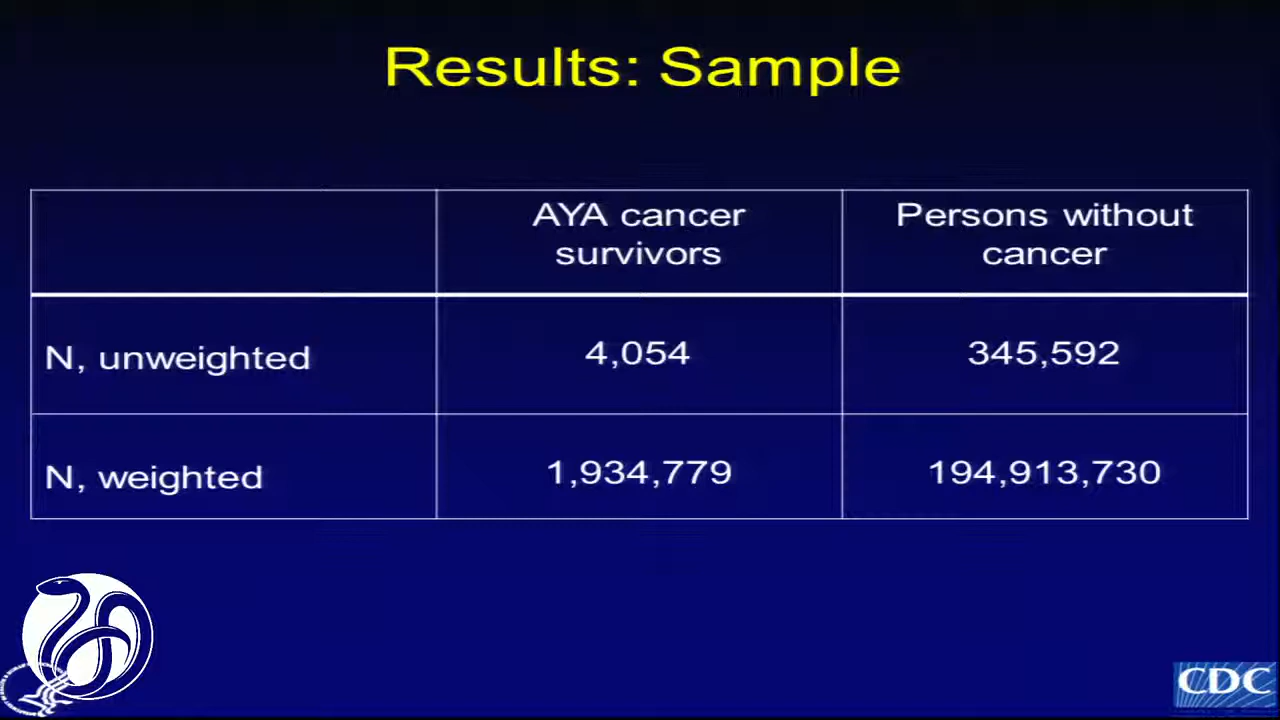 Results: Sample
AYA cancer
survivors
Persons without
cancer
N, unweighted
4,054
345,592
N, weighted
1,934,779
194,913,730
CDC